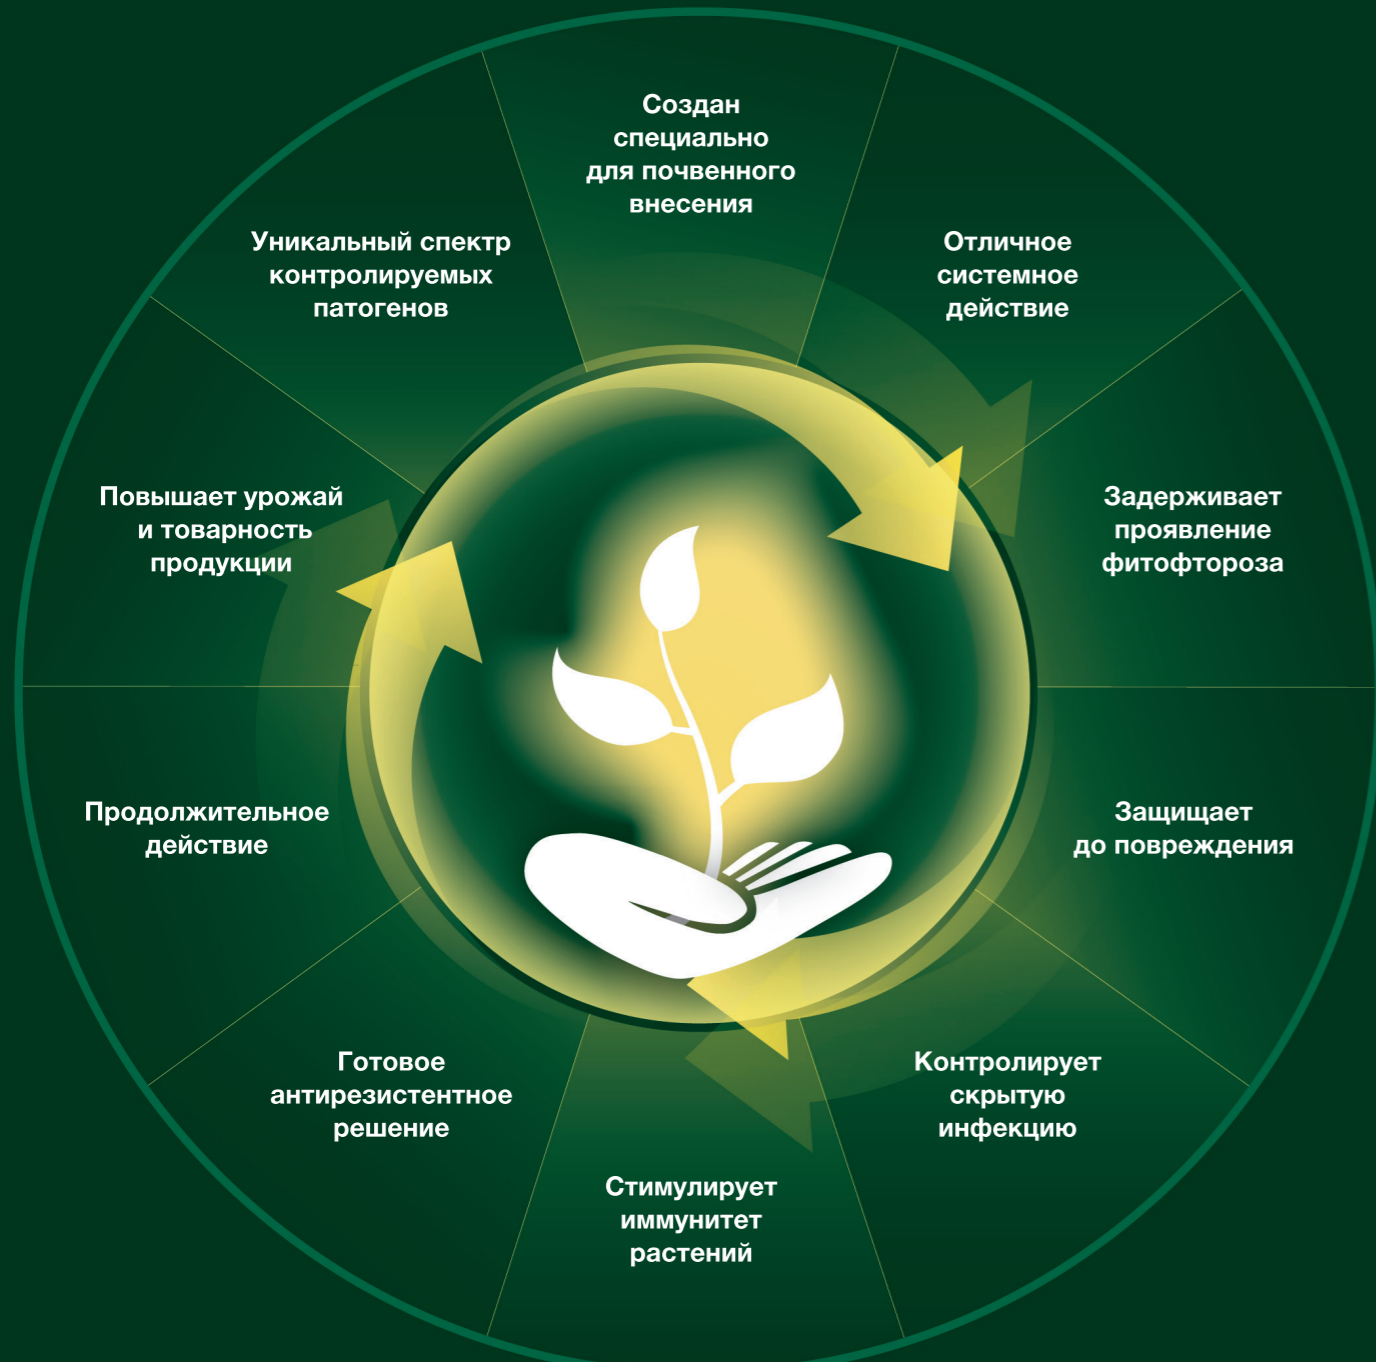 Создан
специально
для почвенного
внесения
Отличное
системное
действие
Задерживает
проявление
фитофтороза
Защищает
до повреждения
Контролирует
скрытую
инфекцию
Стимулирует
иммунитет
растений
Готовое
антирезистентное
решение
Продолжительное
действие
Повышает урожай
и товарность
продукции
Уникальный спектр
контролируемых
патогенов